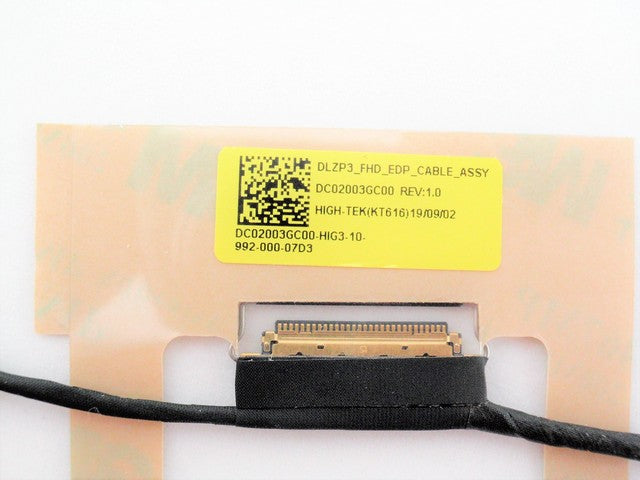 DLZP3_FHD_EDP_CABLE_ASSY
DC02003GC00 REV:1.0
HIGH-TEK(KT616)19/09/02
DC02003GC00-HIG3-10-
992-000-07D3